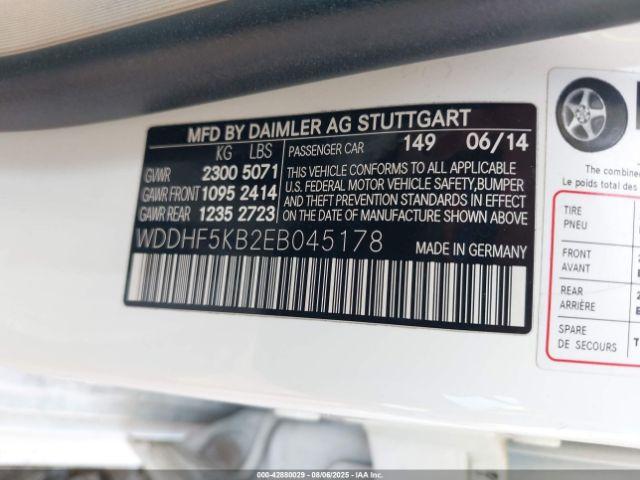 MFD BY DAIMLER AG STUTTGART
KG LBS PASSENGER CAR 149 06/14
GVWR 2300 5071
GAWR FRONT 1095 2414
GAWR REAR 1235 2723
THIS VEHICLE CONFORMS TO ALL APPLICABLE
U.S. FEDERAL MOTOR VEHICLE SAFETY, BUMPER
AND THEFT PREVENTION STANDARDS IN EFFECT
ON THE DATE OF MANUFACTURE SHOWN ABOVE
WDDHF5KB2EB045178
MADE IN GERMANY
The combined
Le poids total
TIRE
PNEU
FRONT
AVANT
REAR
ARRIÈRE
SPARE
DE SECOURS
000-42880029 - 08/06/2025 - IAA Inc.